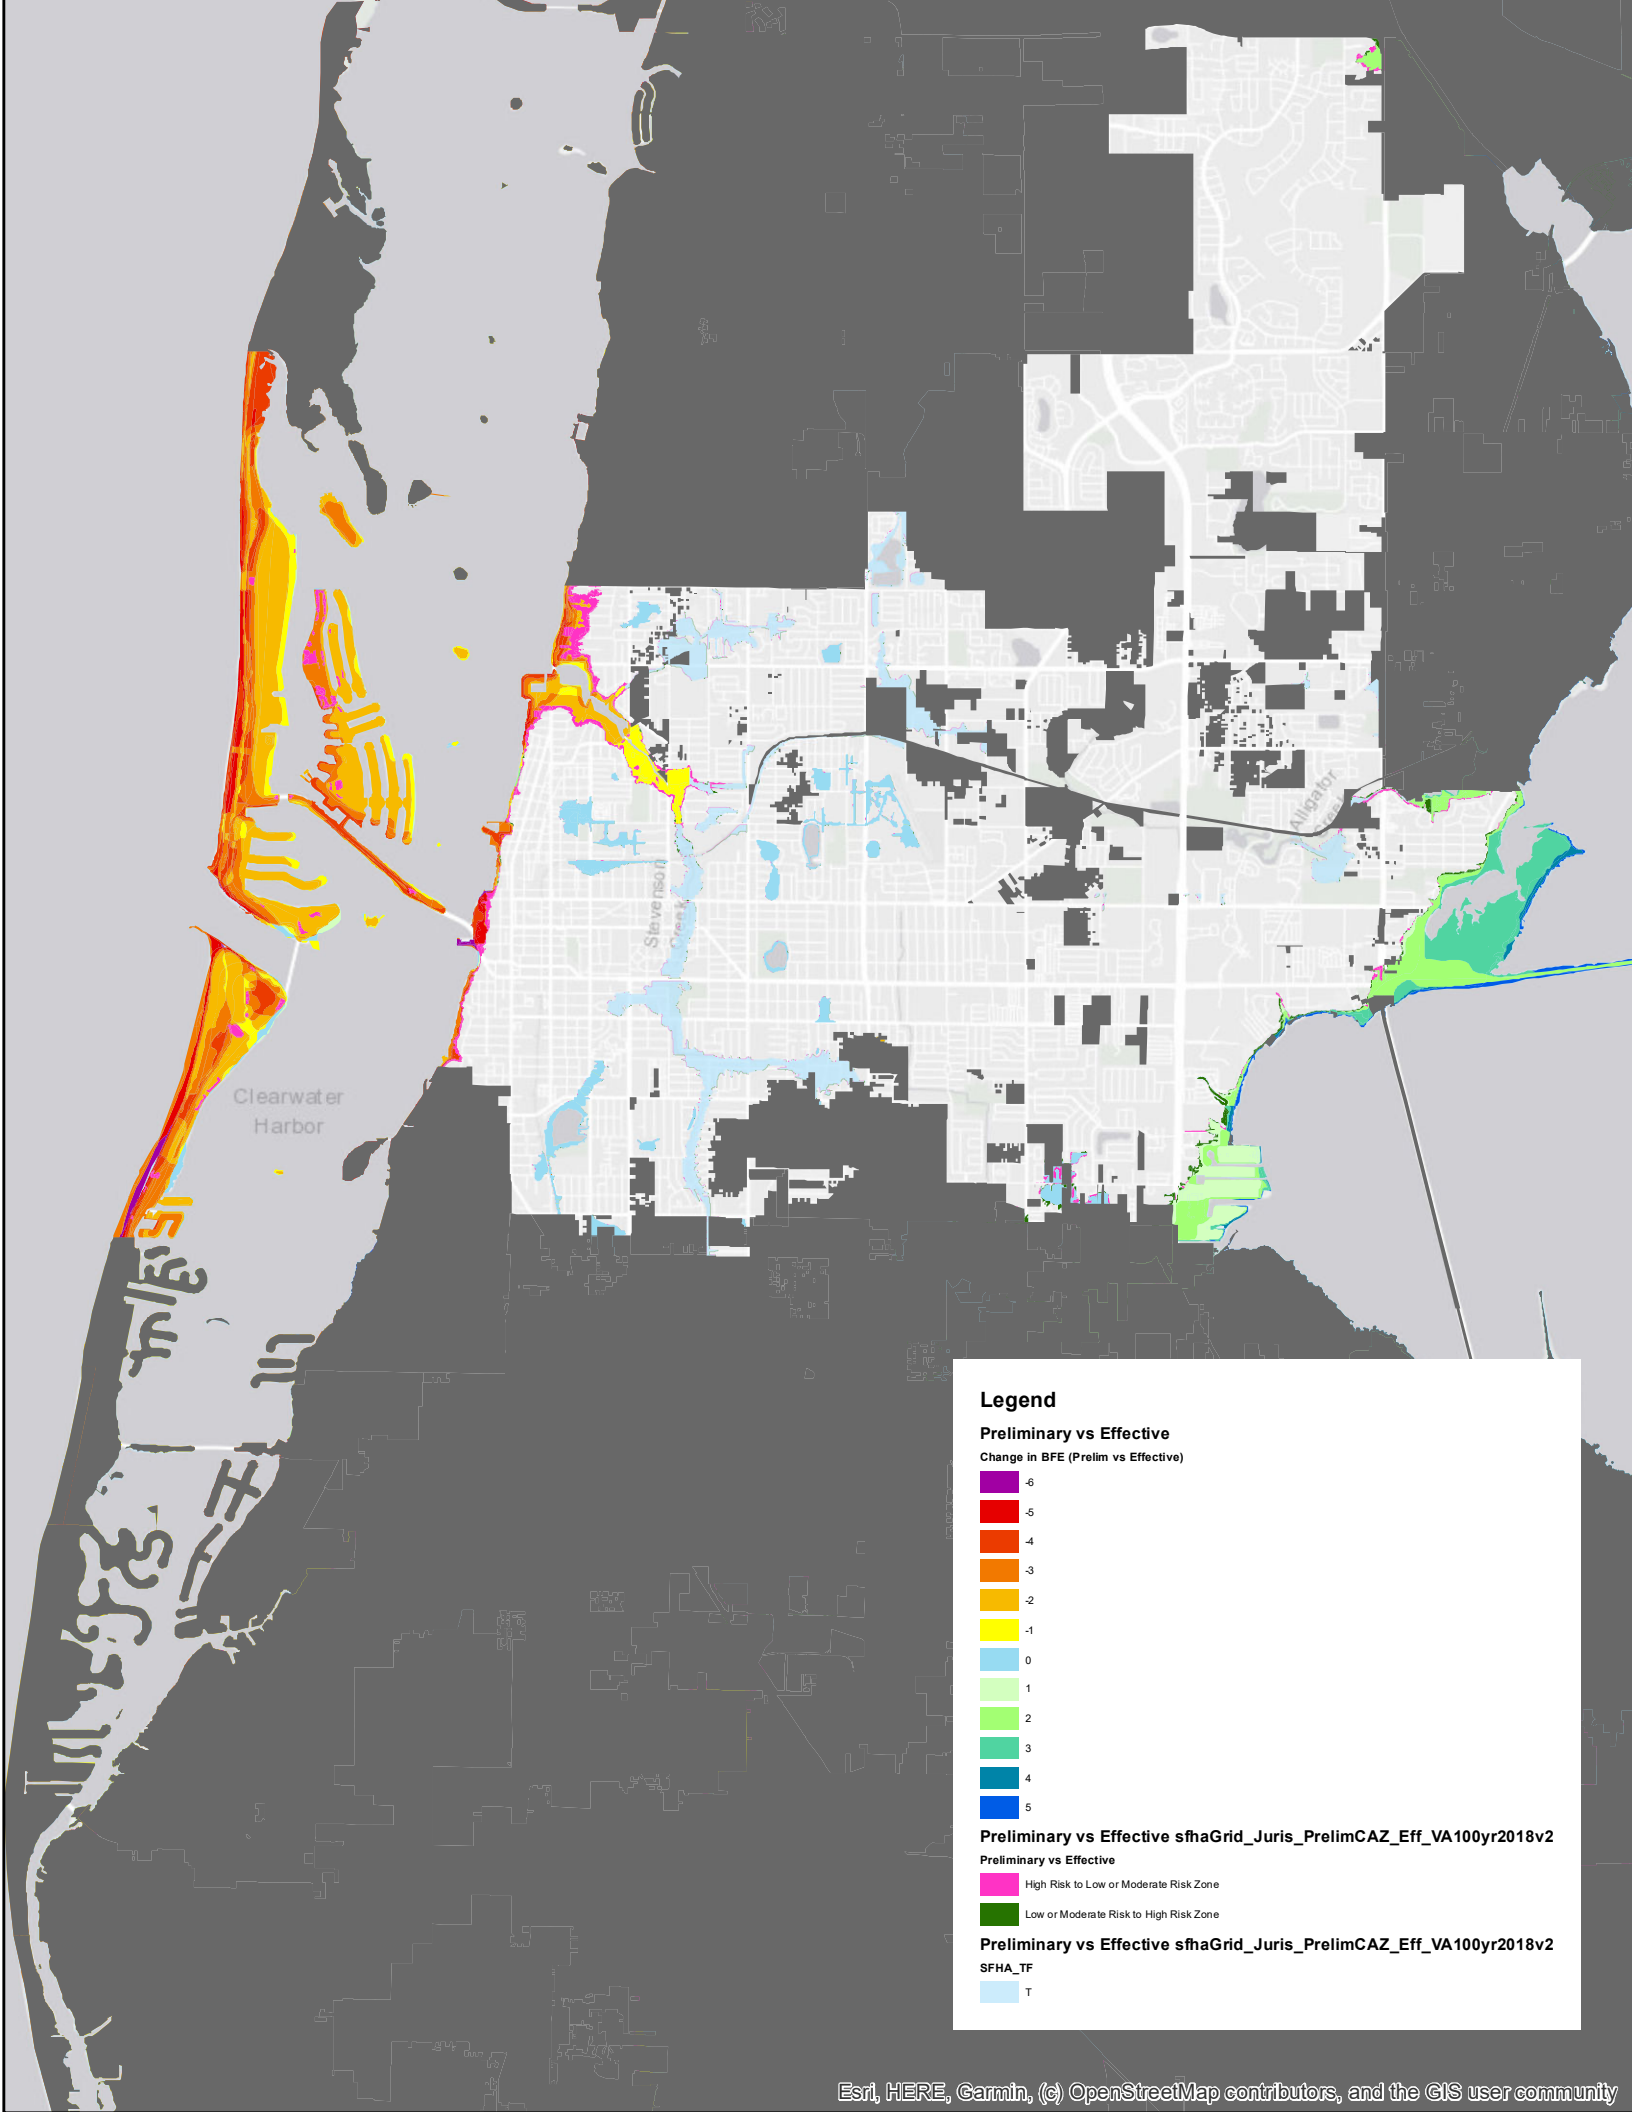 Alligator
Creek
Stevenson
Creek
Clearwater
Harbor
Legend
Preliminary vs Effective
Change in BFE (Prelim vs Effective)
-6
-5
-4
-3
-2
-1
0
1
2
3
4
5
Preliminary vs Effective sfhaGrid_Juris_PrelimCAZ_Eff_VA100yr2018v2
Preliminary vs Effective
High Risk to Low or Moderate Risk Zone
Low or Moderate Risk to High Risk Zone
Preliminary vs Effective sfhaGrid_Juris_PrelimCAZ_Eff_VA100yr2018v2
SFHA_TF
T
Esri, HERE, Garmin, (c) OpenStreetMap contributors, and the GIS user community